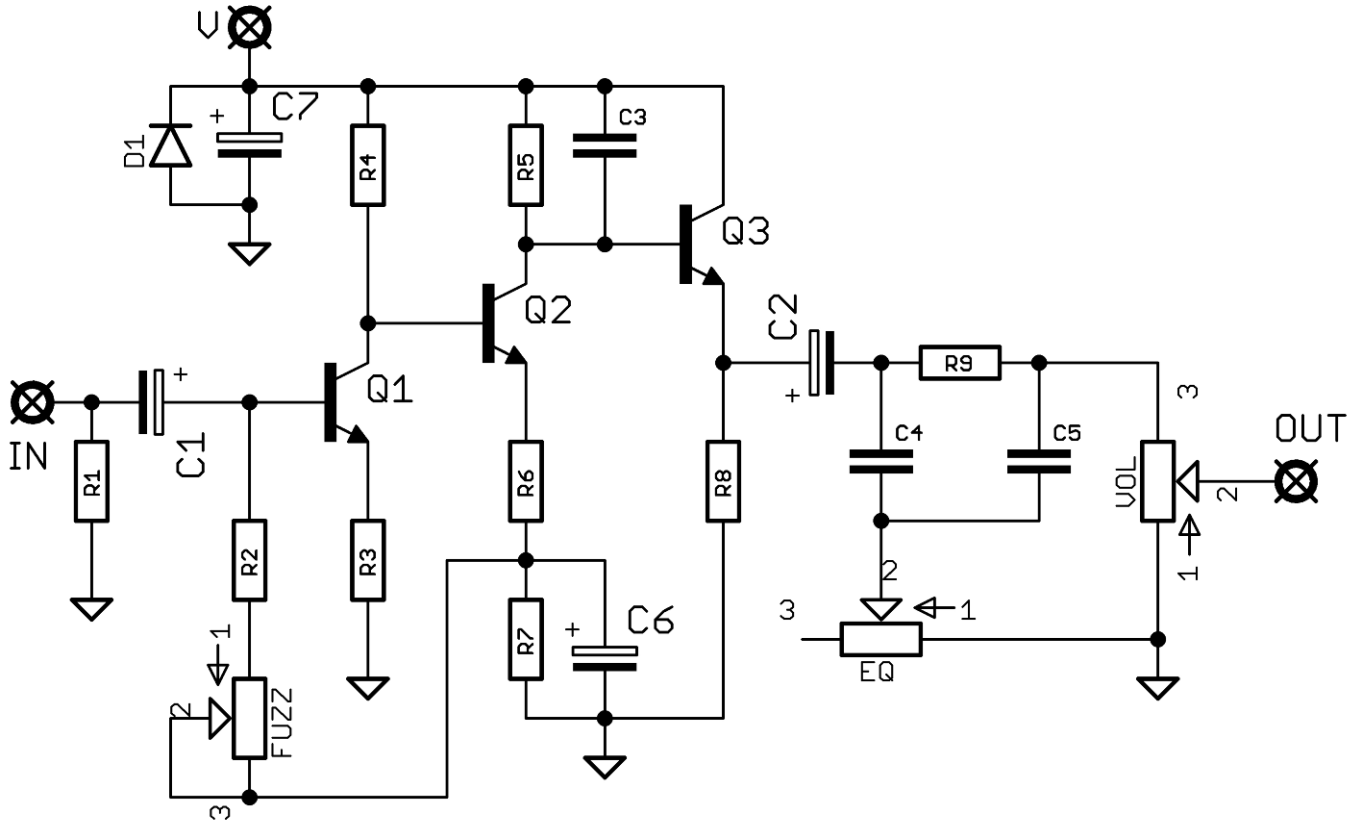 V
+ C7
D1
R4
R5
C3
Q3
Q2
C2
+
R9
3
+
Q1
IN
C1
R1
C4
C5
OUT
R6
R8
VOL
2
R2
R3
1
2
3
1
1
+
C6
R7
EQ
2
FUZZ
3